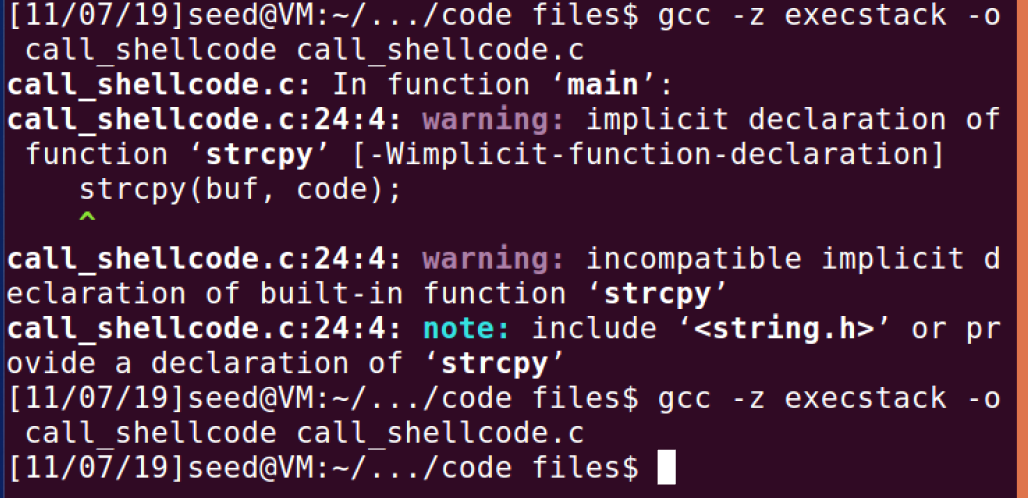 [11/07/19]seed@VM:~/.../code files$ gcc -z execstack -o
 call_shellcode call_shellcode.c
call_shellcode.c: In function ‘main’:
call_shellcode.c:24:4: warning: implicit declaration of
 function ‘strcpy’ [-Wimplicit-function-declaration]
    strcpy(buf, code);
    ^
call_shellcode.c:24:4: warning: incompatible implicit d
eclaration of built-in function ‘strcpy’
call_shellcode.c:24:4: note: include ‘<string.h>’ or pr
ovide a declaration of ‘strcpy’
[11/07/19]seed@VM:~/.../code files$ gcc -z execstack -o
 call_shellcode call_shellcode.c
[11/07/19]seed@VM:~/.../code files$